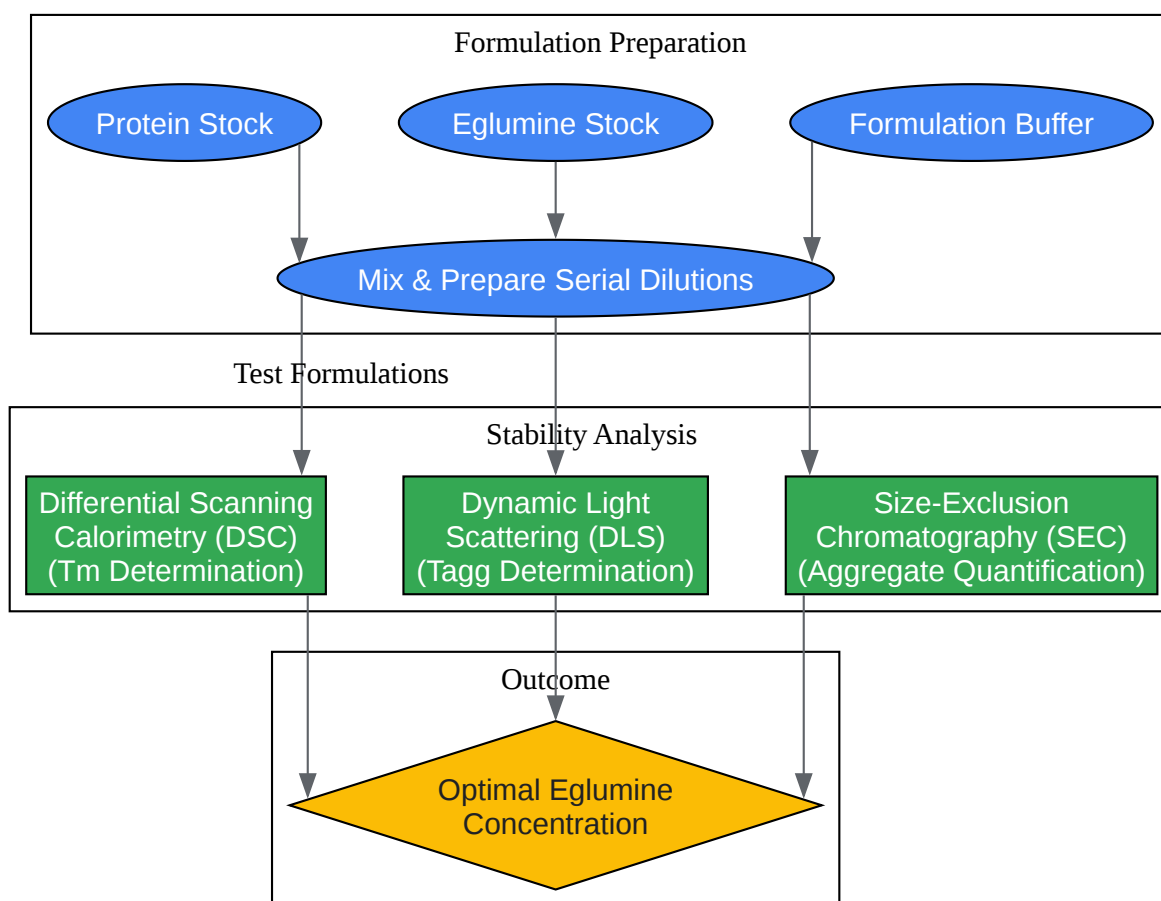 Formulation Preparation
Protein Stock
Eglumine Stock
Formulation Buffer
Mix & Prepare Serial Dilutions
Test Formulations
Stability Analysis
Differential Scanning
Calorimetry (DSC)
(Tm Determination)
Dynamic Light
Scattering (DLS)
(Tagg Determination)
Size-Exclusion
Chromatography (SEC)
(Aggregate Quantification)
Outcome
Optimal Eglumine
Concentration